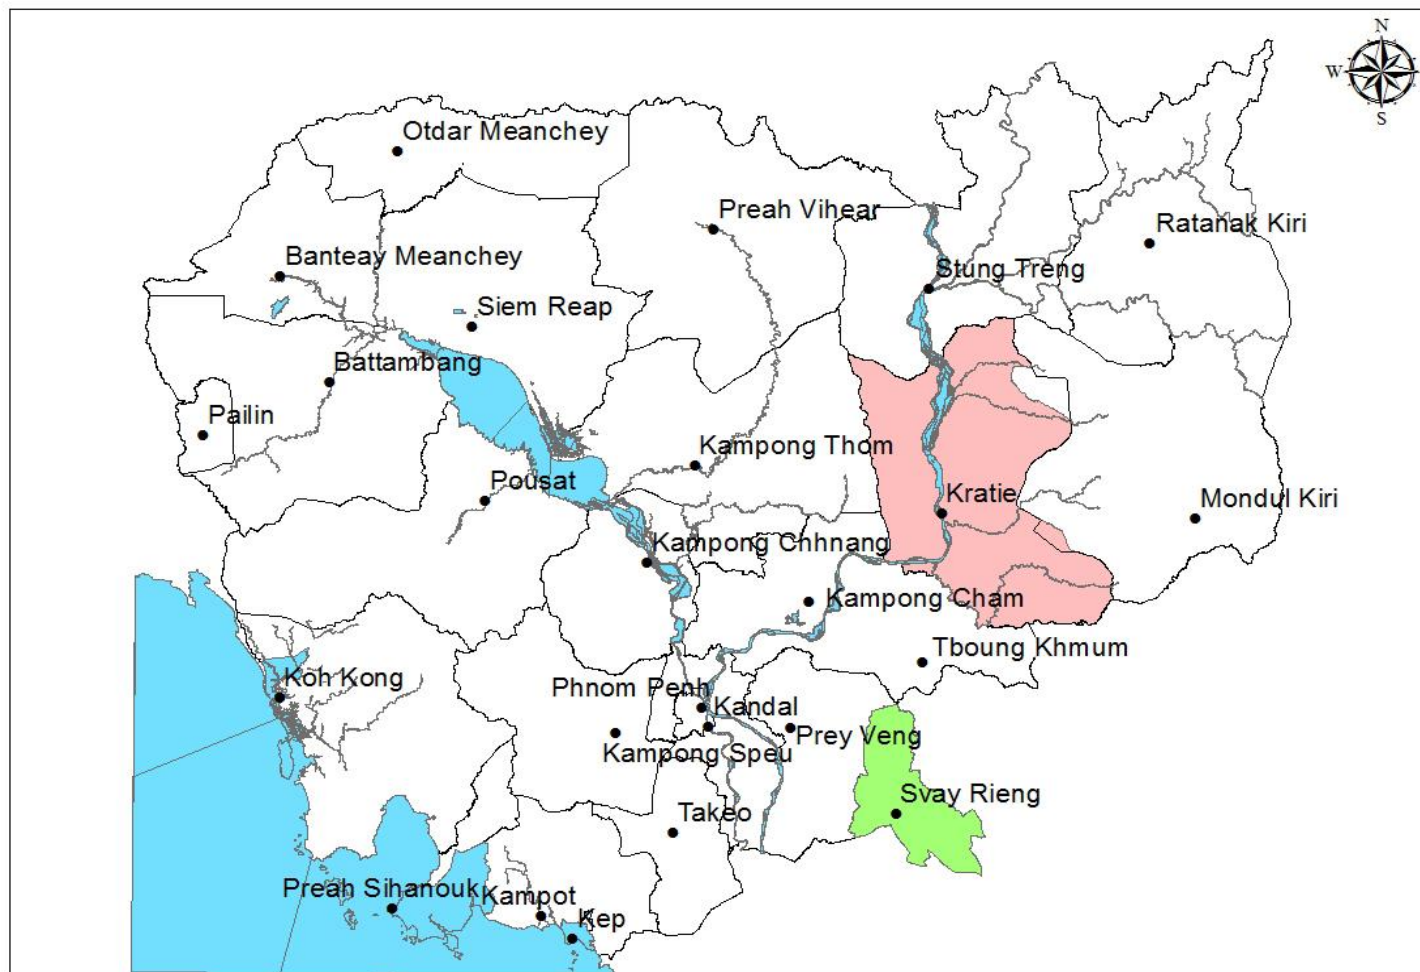 N
W
S
Otdar Meanchey
Preah Vihear
Ratanak Kiri
Banteay Meanchey
Stung Treng
Siem Reap
Battambang
Pailin
Kampong Thom
Pousat
Kratie
Mondul Kiri
Kampong Chhnang
Kampong Cham
Tboung Khmum
Koh Kong
Phnom Penh
Kandal
Prey Veng
Kampong Speu
Svay Rieng
Takeo
Preah Sihanouk
Kampot
Kep